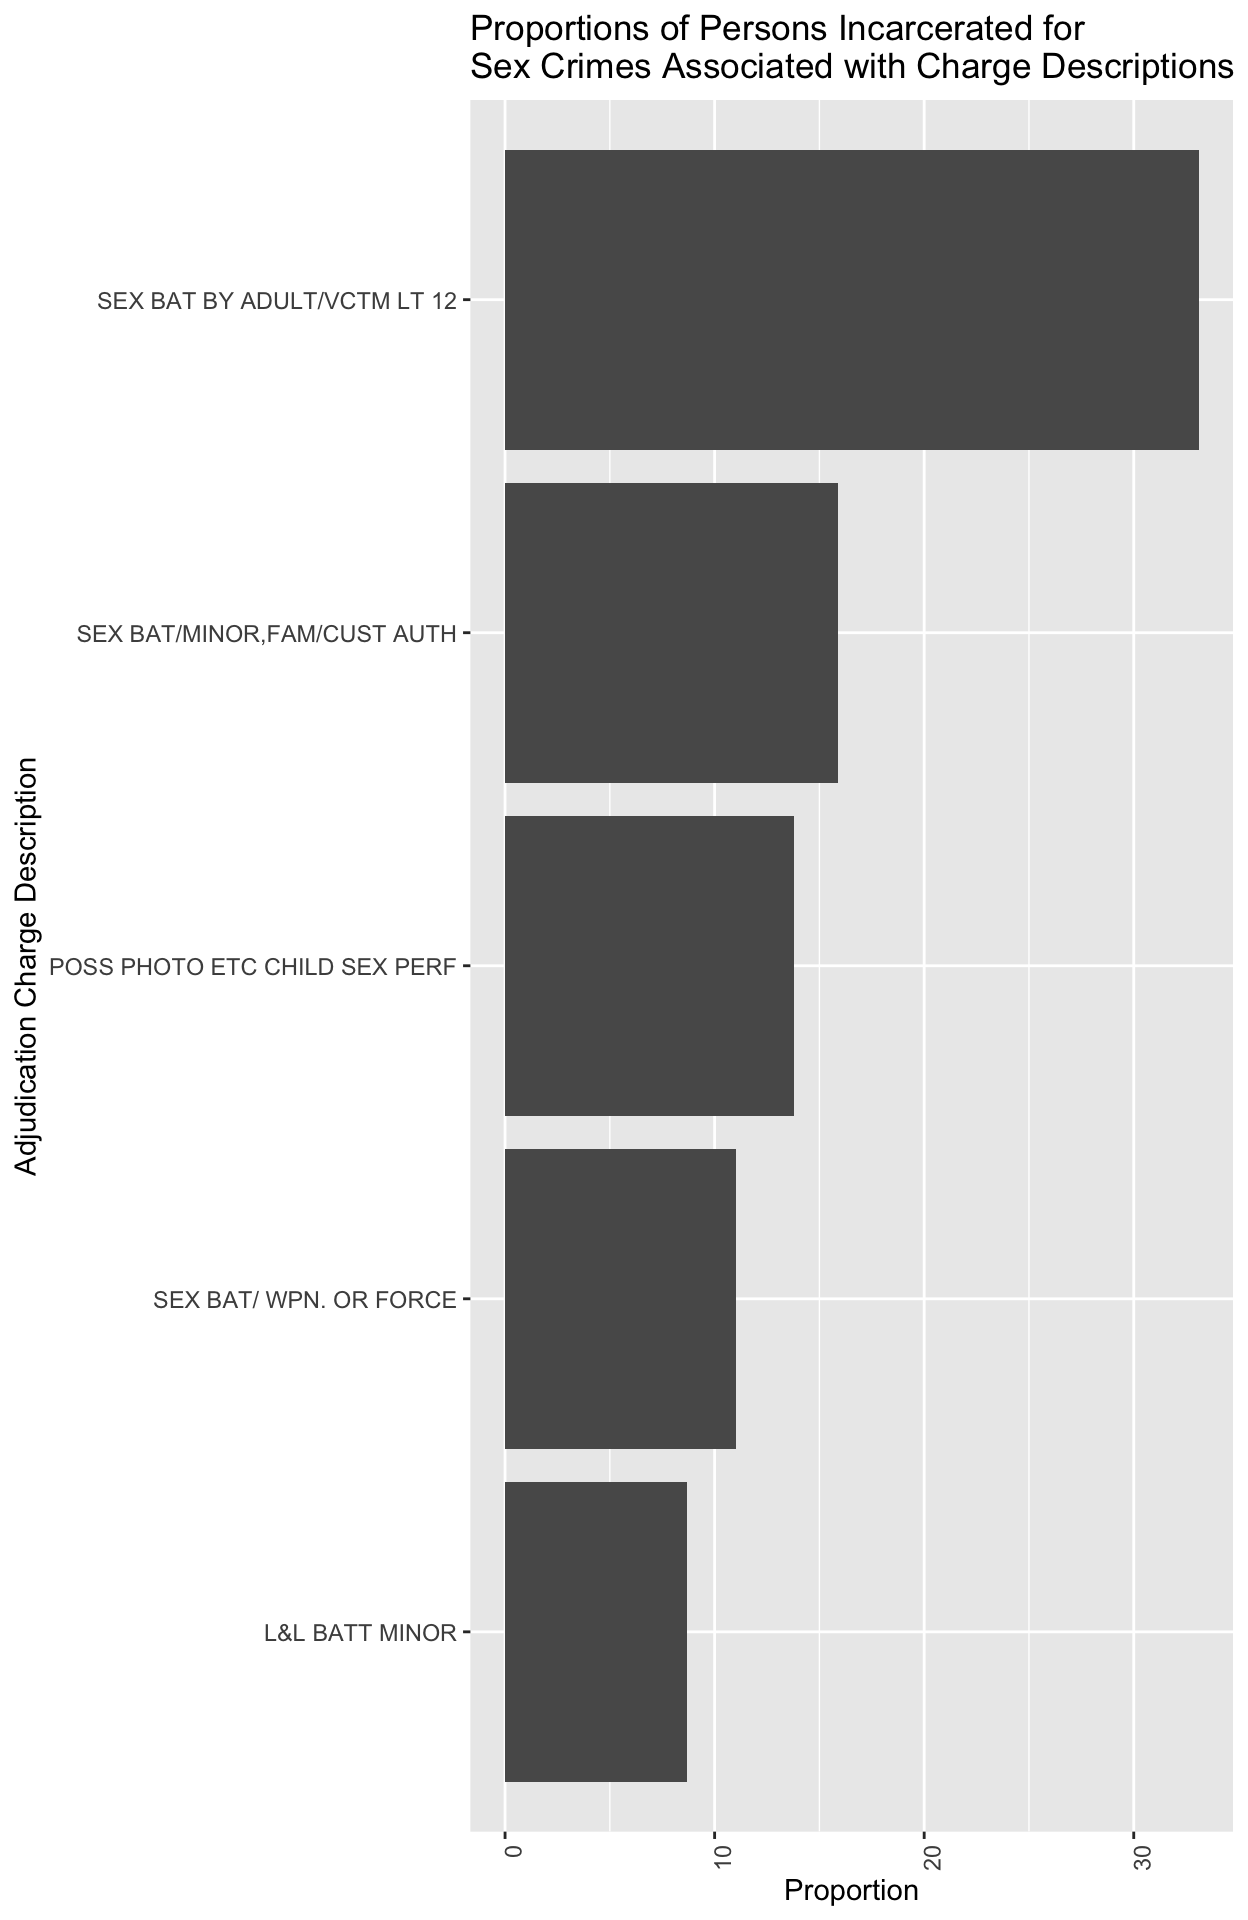 Proportions of Persons Incarcerated for
Sex Crimes Associated with Charge Descriptions
Adjudication Charge Description
SEX BAT BY ADULT/VCTM LT 12
SEX BAT/MINOR,FAM/CUST AUTH
POSS PHOTO ETC CHILD SEX PERF
SEX BAT/ WPN. OR FORCE
L&L BATT MINOR
0 10 20 30
Proportion